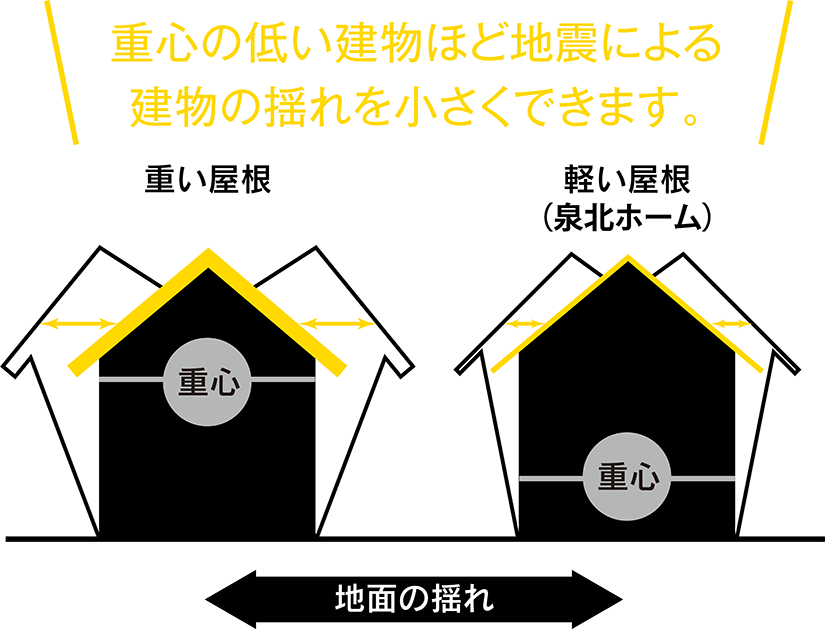 重心の低い建物ほど地震による
建物の揺れを小さくできます。
重い屋根
軽い屋根
（泉北ホーム）
重心
重心
地面の揺れ